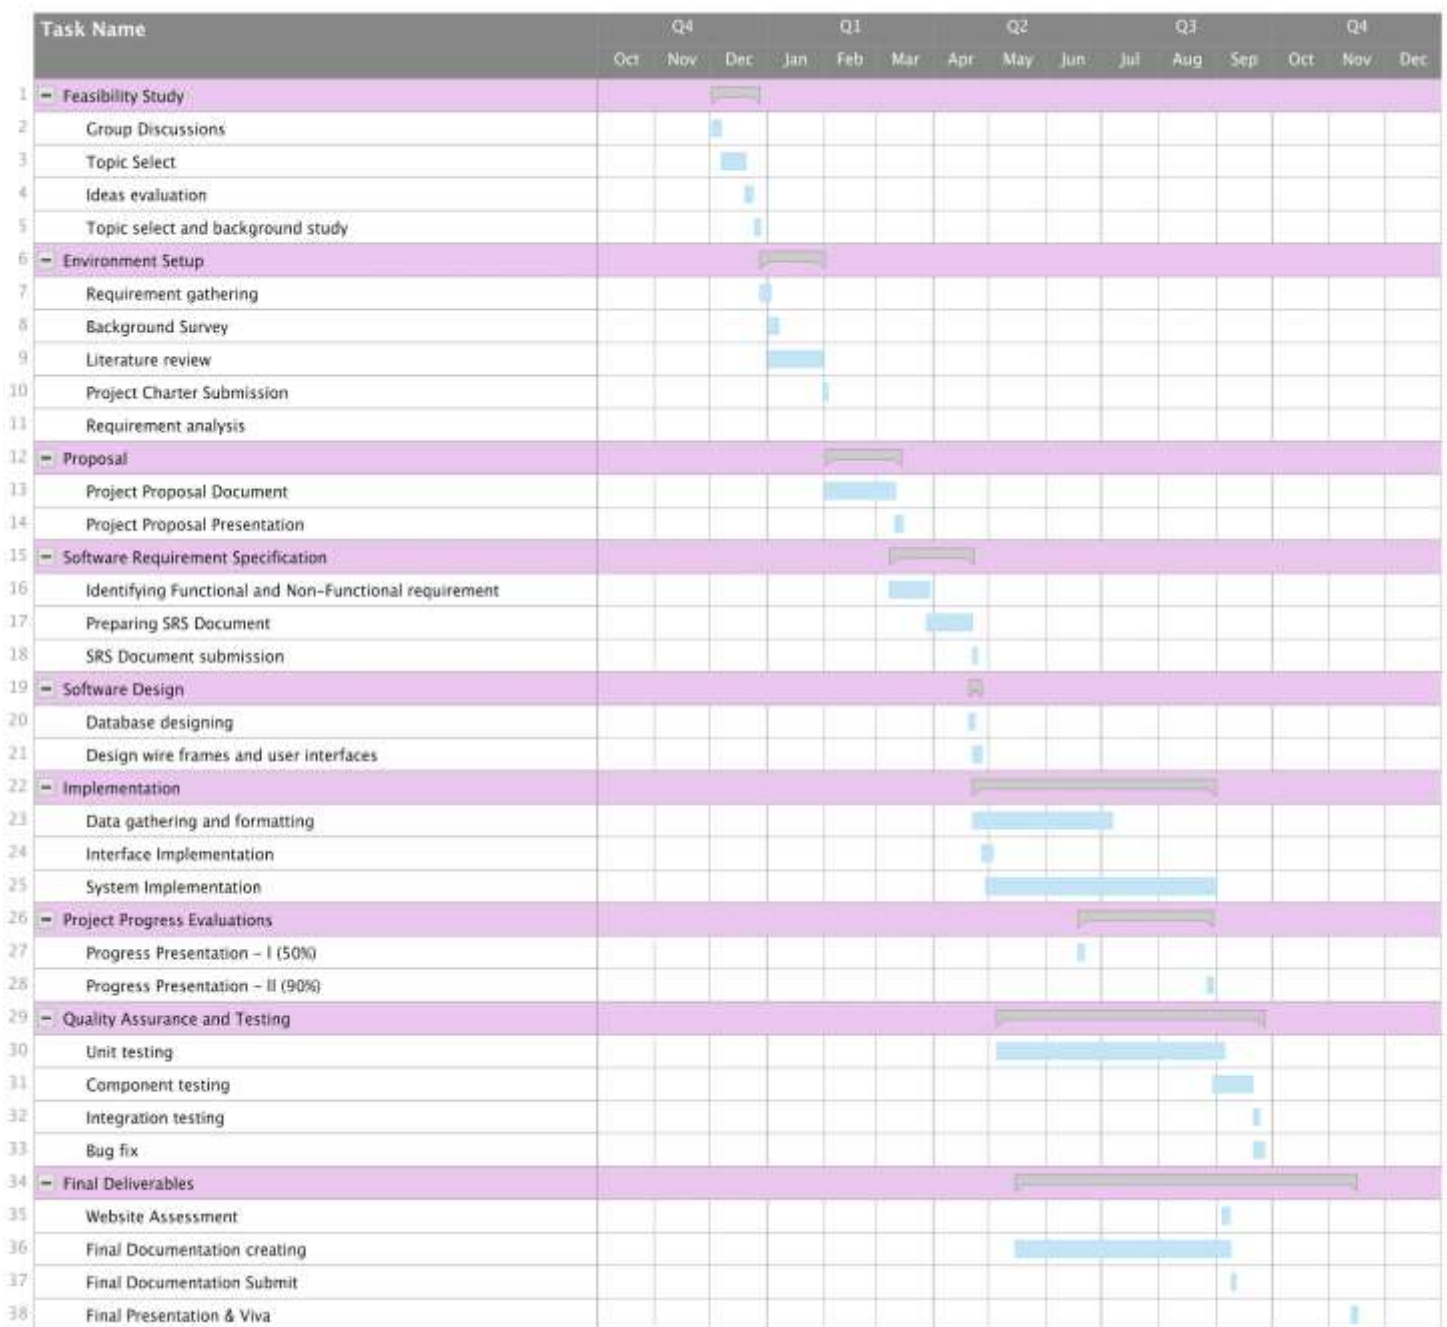 Task Name Q4 Q1 Q2 Q3 Q4
Oct Nov Dec Jan Feb Mar Apr May Jun Jul Aug Sep Oct Nov Dec
1 Feasibility Study
2 Group Discussions
3 Topic Select
4 Ideas evaluation
5 Topic select and background study
6 Environment Setup
7 Requirement gathering
8 Background Survey
9 Literature review
10 Project Charter Submission
11 Requirement analysis
12 Proposal
13 Project Proposal Document
14 Project Proposal Presentation
15 Software Requirement Specification
16 Identifying Functional and Non-Functional requirement
17 Preparing SRS Document
18 SRS Document submission
19 Software Design
20 Database designing
21 Design wire frames and user interfaces
22 Implementation
23 Data gathering and formatting
24 Interface Implementation
25 System Implementation
26 Project Progress Evaluations
27 Progress Presentation - I (50%)
28 Progress Presentation - II (90%)
29 Quality Assurance and Testing
30 Unit testing
31 Component testing
32 Integration testing
33 Bug fix
34 Final Deliverables
35 Website Assessment
36 Final Documentation creating
37 Final Documentation Submit
38 Final Presentation & Viva